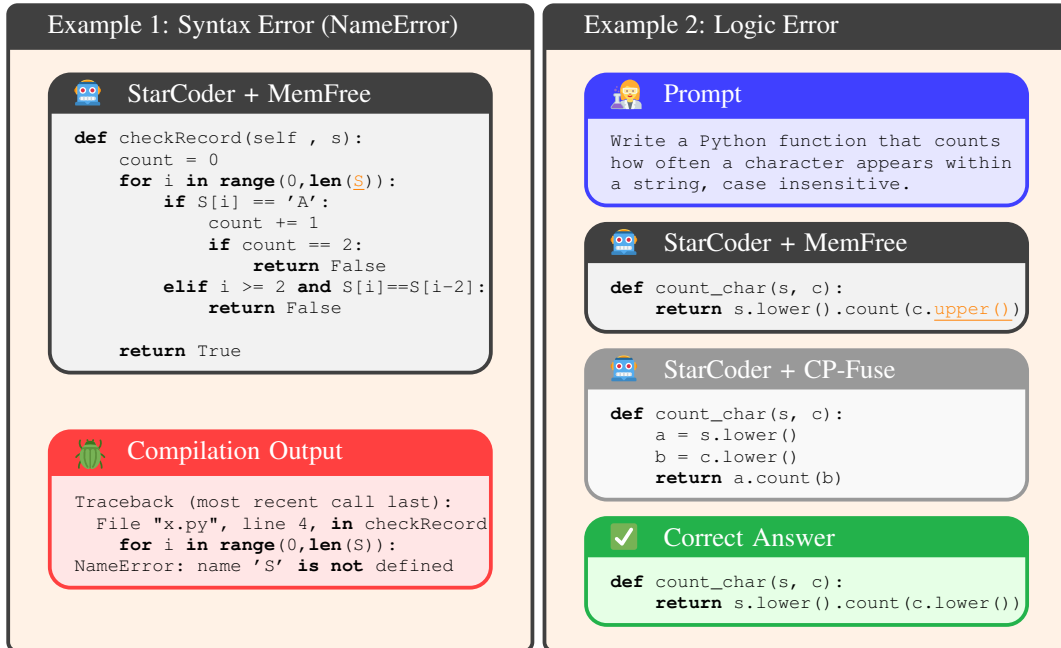 Example 1: Syntax Error (NameError)
StarCoder + MemFree
def checkRecord(self , s):
    count = 0
    for i in range(0,len(S)):
        if S[i] == ’A’:
            count += 1
            if count == 2:
                return False
        elif i >= 2 and S[i]==S[i-2]:
            return False
    return True
Compilation Output
Traceback (most recent call last):
  File "x.py", line 4, in checkRecord
    for i in range(0,len(S)):
NameError: name ’S’ is not defined
Example 2: Logic Error
Prompt
Write a Python function that counts
how often a character appears within
a string, case insensitive.
StarCoder + MemFree
def count_char(s, c):
    return s.lower().count(c.upper())
StarCoder + CP-Fuse
def count_char(s, c):
    a = s.lower()
    b = c.lower()
    return a.count(b)
Correct Answer
def count_char(s, c):
    return s.lower().count(c.lower())